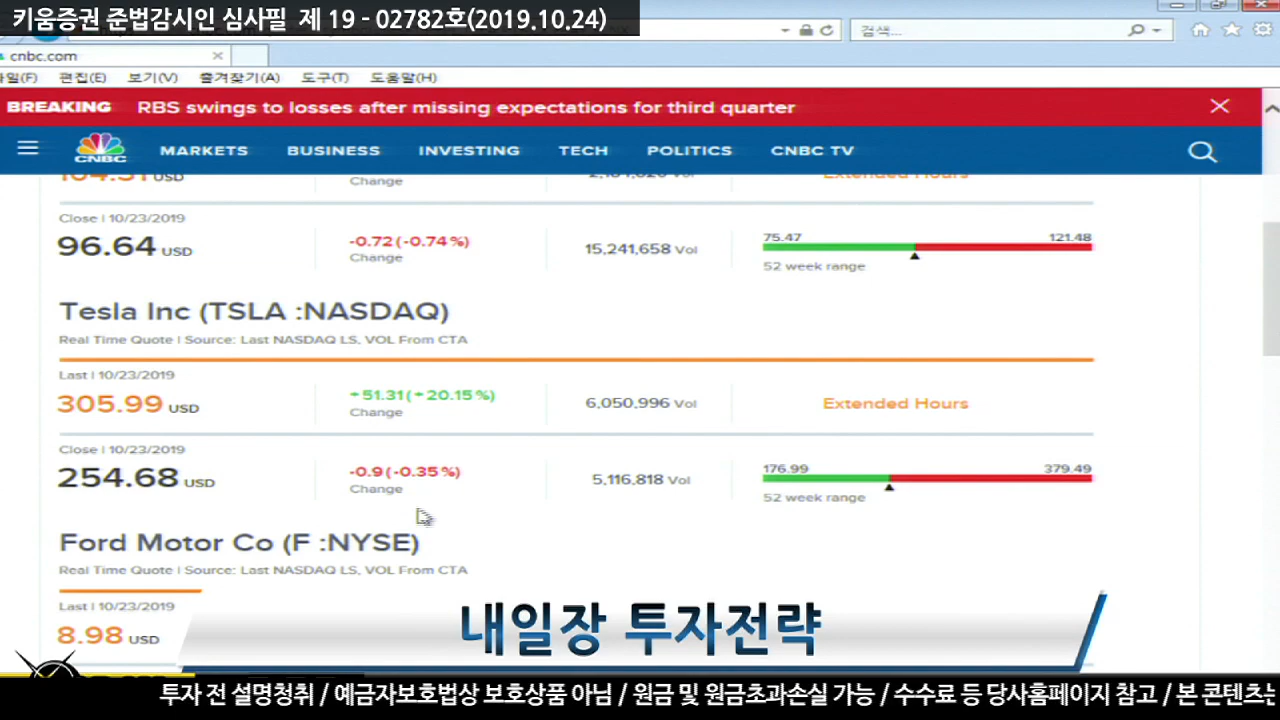 키움증권 준법감시인 심사필 제 19 - 02782호(2019.10.24)
검색...
cnbc.com
편집(E) 보기(V) 즐겨찾기(A) 도구(T) 도움말(H)
BREAKING RBS swings to losses after missing expectations for third quarter
CNBC MARKETS BUSINESS INVESTING TECH POLITICS CNBC TV
USD Change Vol Extended Hours
Close | 10/23/2019
96.64 USD -0.72 (-0.74%) Change 15,241,658 Vol 75.47 121.48 52 week range
Tesla Inc (TSLA :NASDAQ)
Real Time Quote | Source: Last NASDAQ LS, VOL From CTA
Last | 10/23/2019
305.99 USD +51.31 (+20.15%) Change 6,050,996 Vol Extended Hours
Close | 10/23/2019
254.68 USD -0.9 (-0.35%) Change 5,116,818 Vol 176.99 379.49 52 week range
Ford Motor Co (F :NYSE)
Real Time Quote | Source: Last NASDAQ LS, VOL From CTA
Last | 10/23/2019
8.98 USD
내일장 투자전략
투자 전 설명청취 / 예금자보호법상 보호상품 아님 / 원금 및 원금초과손실 가능 / 수수료 등 당사홈페이지 참고 / 본 콘텐츠는